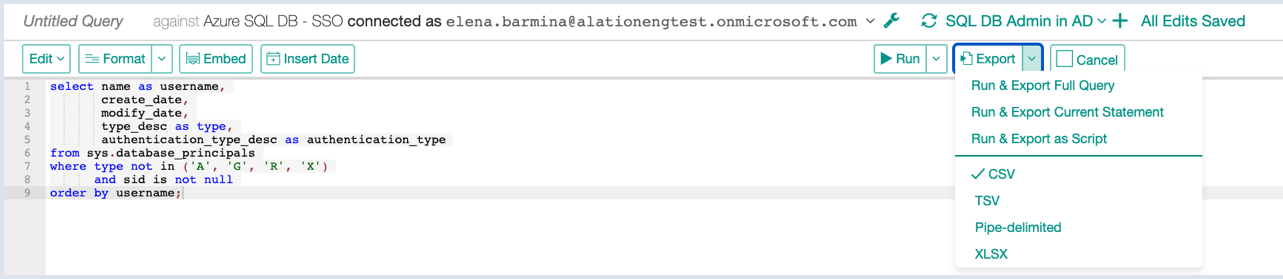 Untitled Query against Azure SQL DB - SSO connected as elena.barmina@alationengtest.onmicrosoft.com SQL DB Admin in AD All Edits Saved
Edit Format Embed Insert Date Run Export Cancel
1 select name as username,
2 create_date,
3 modify_date,
4 type_desc as type,
5 authentication_type_desc as authentication_type
6 from sys.database_principals
7 where type not in ('A', 'G', 'R', 'X')
8 and sid is not null
9 order by username;
Run & Export Full Query
Run & Export Current Statement
Run & Export as Script
CSV
TSV
Pipe-delimited
XLSX